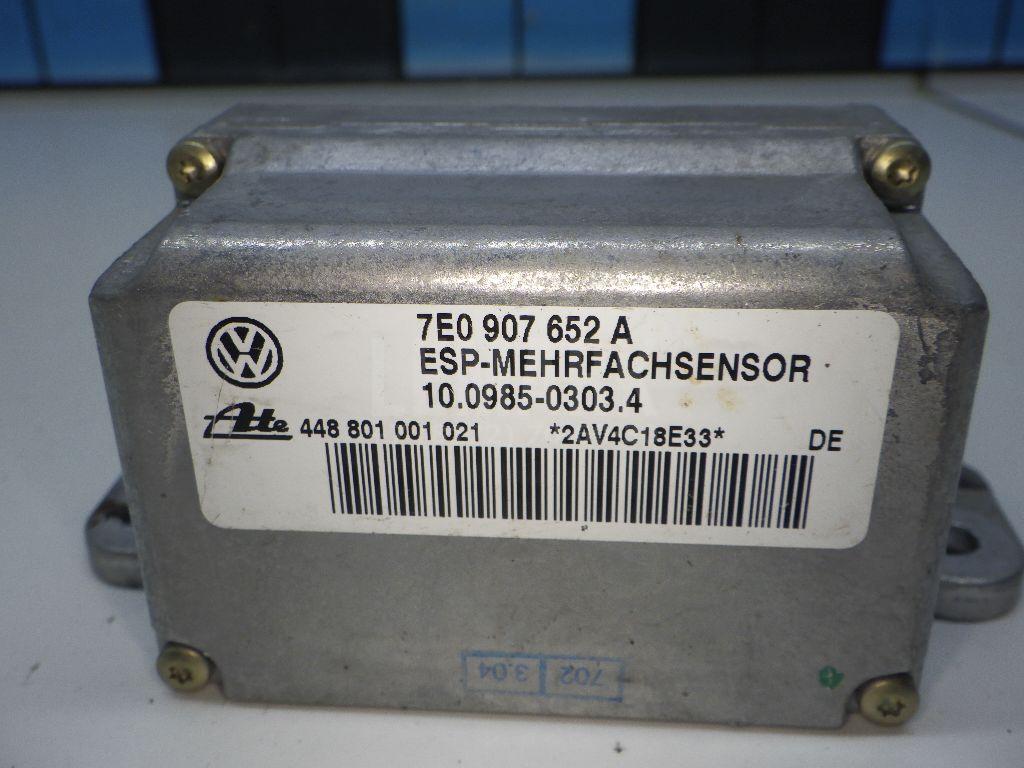 7E0 907 652 A
ESP-MEHRFACHSENSOR
10.0985-0303.4
Ate 448 801 001 021 *2AV4C18E33* DE
702 3.04